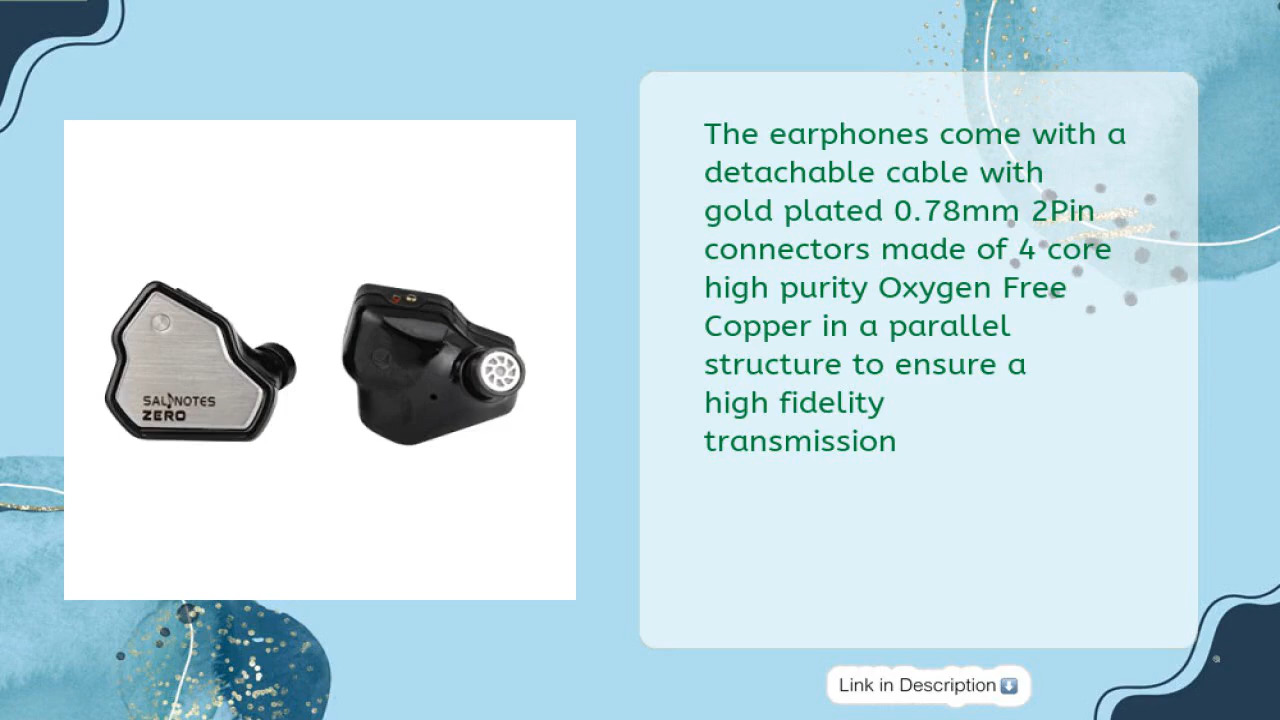 SALNOTES
ZERO
The earphones come with a
detachable cable with
gold plated 0.78mm 2Pin
connectors made of 4 core
high purity Oxygen Free
Copper in a parallel
structure to ensure a
high fidelity
transmission
Link in Description